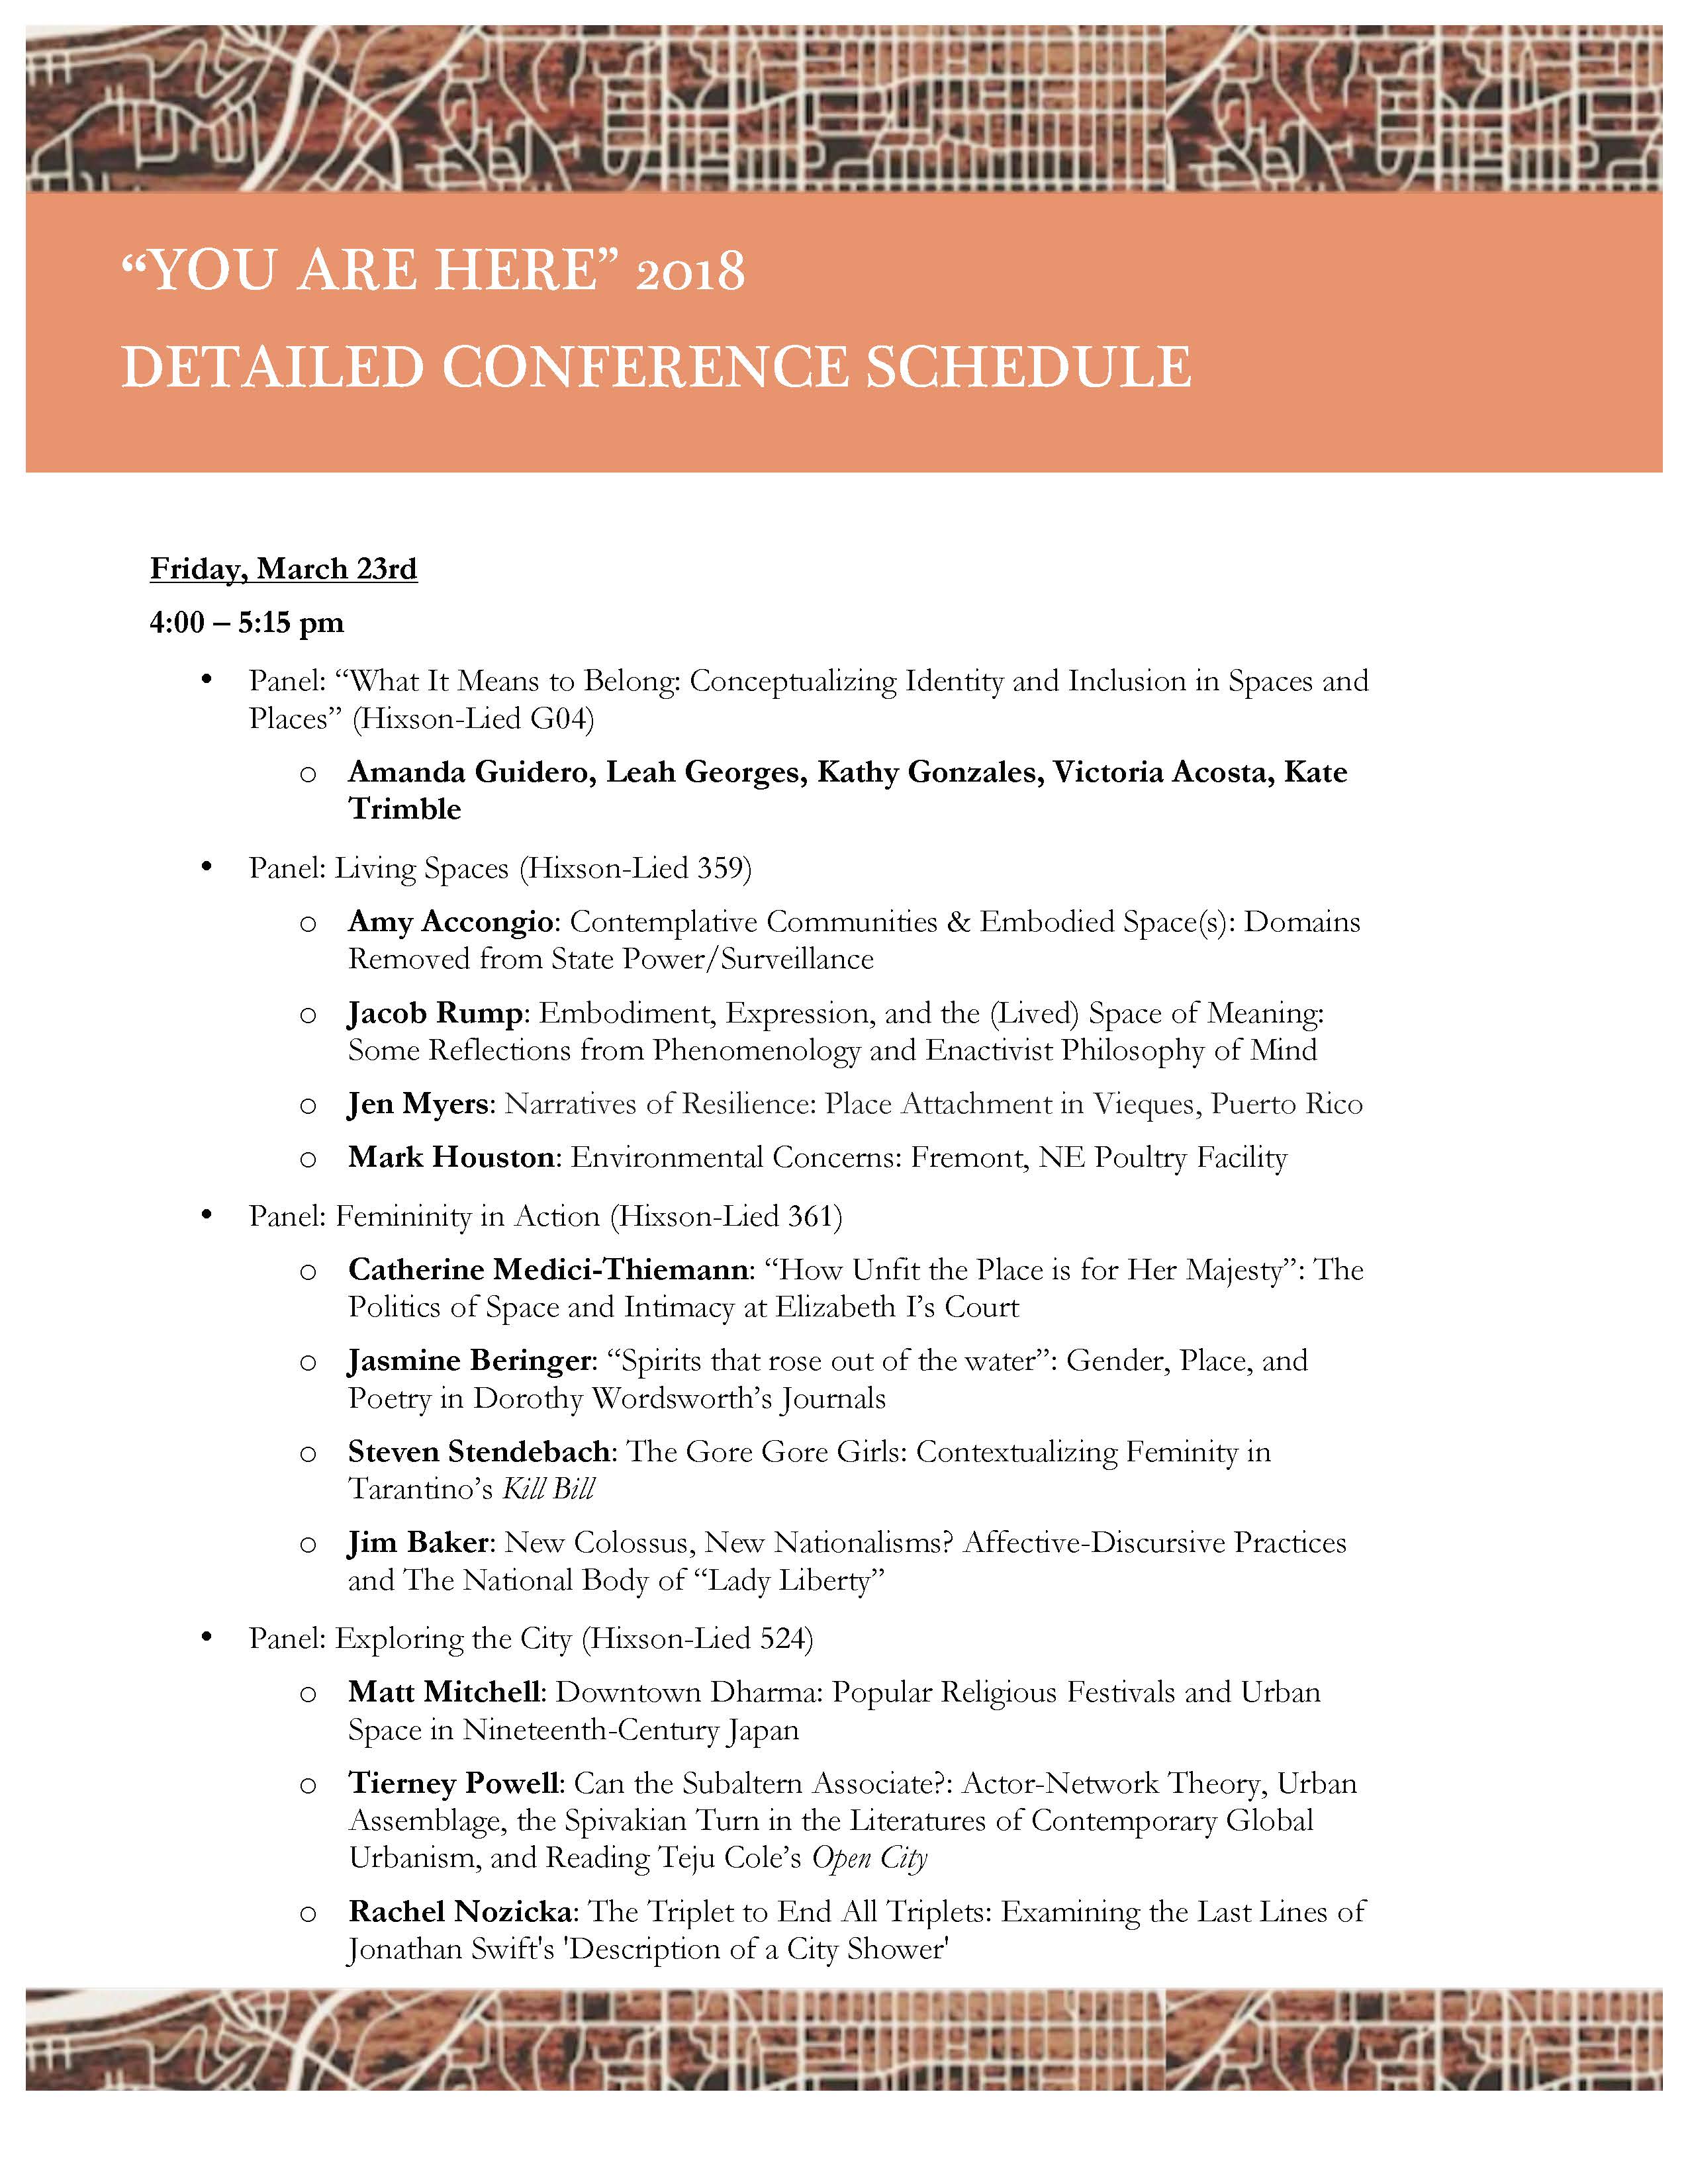 “YOU ARE HERE” 2018
DETAILED CONFERENCE SCHEDULE
Friday, March 23rd
4:00 – 5:15 pm
• Panel: “What It Means to Belong: Conceptualizing Identity and Inclusion in Spaces and
Places” (Hixson-Lied G04)
o Amanda Guidero, Leah Georges, Kathy Gonzales, Victoria Acosta, Kate
Trimble
• Panel: Living Spaces (Hixson-Lied 359)
o Amy Accongio: Contemplative Communities & Embodied Space(s): Domains
Removed from State Power/Surveillance
o Jacob Rump: Embodiment, Expression, and the (Lived) Space of Meaning:
Some Reflections from Phenomenology and Enactivist Philosophy of Mind
o Jen Myers: Narratives of Resilience: Place Attachment in Vieques, Puerto Rico
o Mark Houston: Environmental Concerns: Fremont, NE Poultry Facility
• Panel: Femininity in Action (Hixson-Lied 361)
o Catherine Medici-Thiemann: “How Unfit the Place is for Her Majesty”: The
Politics of Space and Intimacy at Elizabeth I’s Court
o Jasmine Beringer: “Spirits that rose out of the water”: Gender, Place, and
Poetry in Dorothy Wordsworth’s Journals
o Steven Stendebach: The Gore Gore Girls: Contextualizing Feminity in
Tarantino’s Kill Bill
o Jim Baker: New Colossus, New Nationalisms? Affective-Discursive Practices
and The National Body of “Lady Liberty”
• Panel: Exploring the City (Hixson-Lied 524)
o Matt Mitchell: Downtown Dharma: Popular Religious Festivals and Urban
Space in Nineteenth-Century Japan
o Tierney Powell: Can the Subaltern Associate?: Actor-Network Theory, Urban
Assemblage, the Spivakian Turn in the Literatures of Contemporary Global
Urbanism, and Reading Teju Cole’s Open City
o Rachel Nozicka: The Triplet to End All Triplets: Examining the Last Lines of
Jonathan Swift's 'Description of a City Shower'